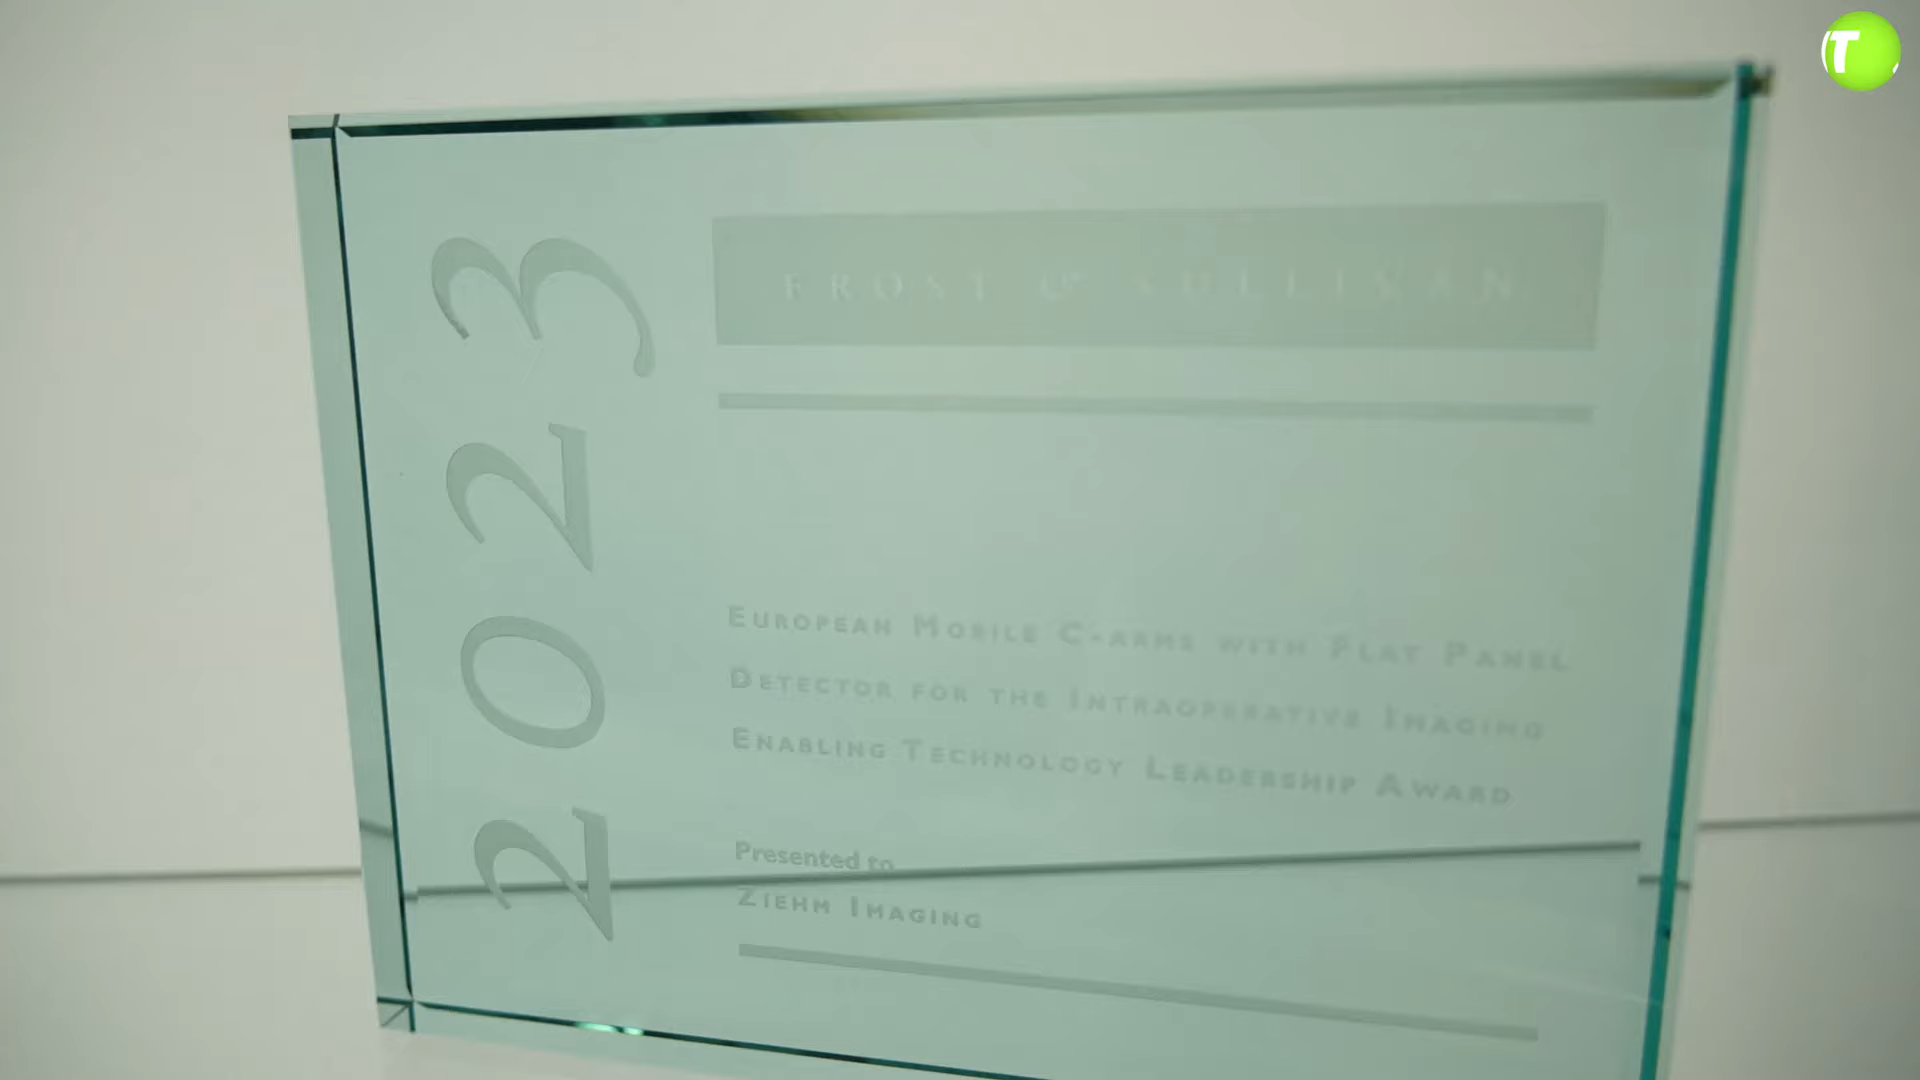 2023
FROST & SULLIVAN
EUROPEAN MOBILE C-ARMS WITH FLAT PANEL
DETECTOR FOR THE INTRAOPERATIVE IMAGING
ENABLING TECHNOLOGY LEADERSHIP AWARD
Presented to
ZIEHM IMAGING
T